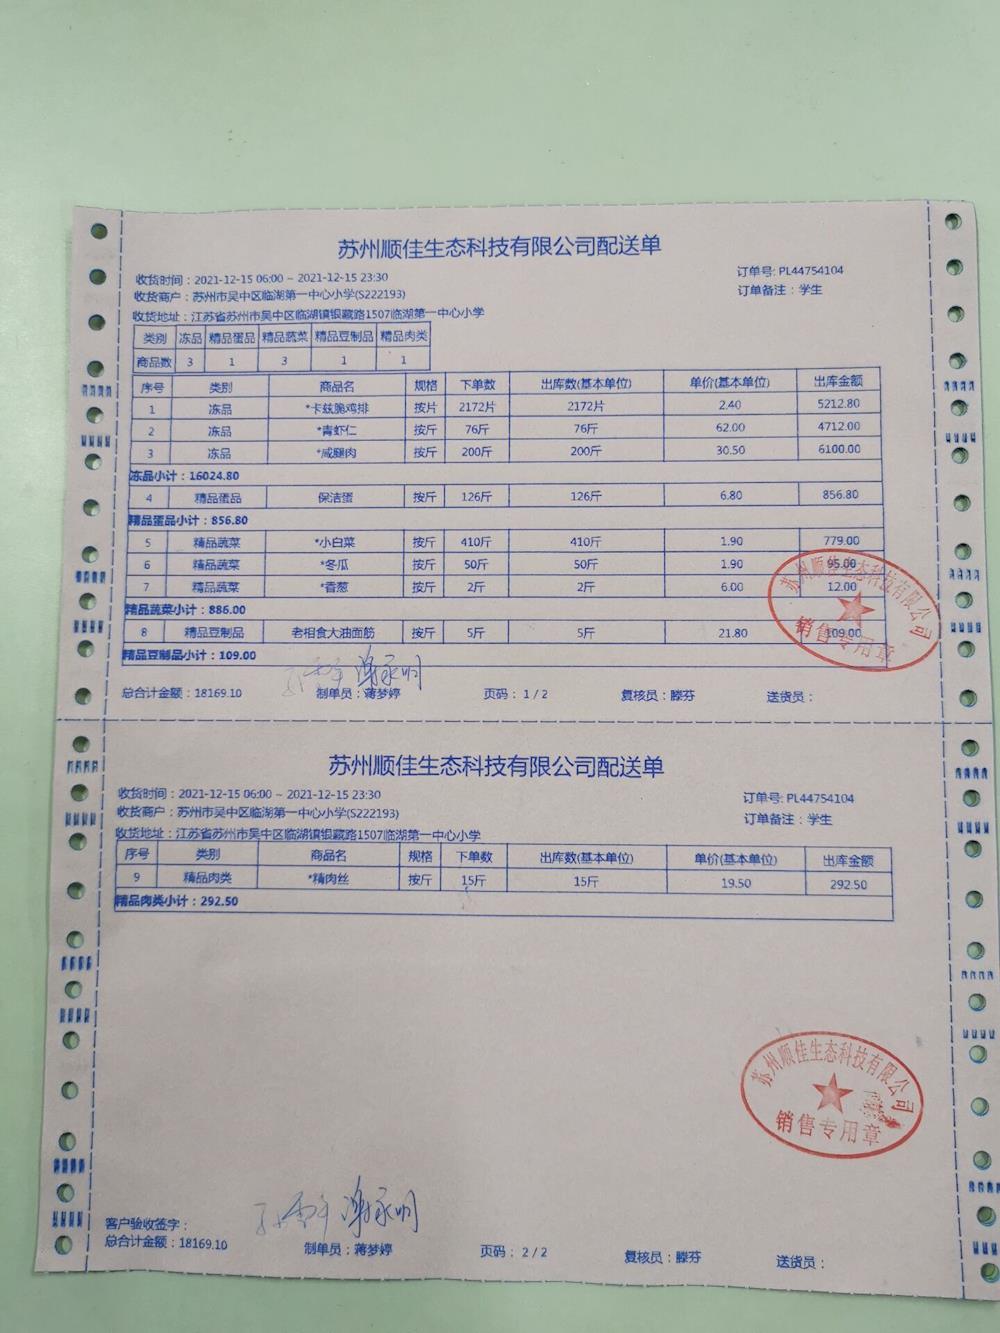 苏州顺佳生态科技有限公司配送单
收货时间：2021-12-15 06:00 ~ 2021-12-15 23:30
订单号: PL44754104
收货商户：苏州市吴中区临湖第一中心小学(S222193)
订单备注：学生
收货地址：江苏省苏州市吴中区临湖镇银藏路1507临湖第一中心小学
类别 冻品 精品蛋品 精品蔬菜 精品豆制品 精品肉类
商品数 3 1 3 1 1
序号 类别 商品名 规格 下单数 出库数(基本单位) 单价(基本单位) 出库金额
1 冻品 *卡兹脆鸡排 按片 2172片 2172片 2.40 5212.80
2 冻品 *青虾仁 按斤 76斤 76斤 62.00 4712.00
3 冻品 *咸腿肉 按斤 200斤 200斤 30.50 6100.00
冻品小计：16024.80
4 精品蛋品 保洁蛋 按斤 126斤 126斤 6.80 856.80
精品蛋品小计：856.80
5 精品蔬菜 *小白菜 按斤 410斤 410斤 1.90 779.00
6 精品蔬菜 *冬瓜 按斤 50斤 50斤 1.90 95.00
7 精品蔬菜 *香葱 按斤 2斤 2斤 6.00 12.00
精品蔬菜小计：886.00
8 精品豆制品 老相食大油面筋 按斤 5斤 5斤 21.80 109.00
精品豆制品小计：109.00
苏州顺佳生态科技有限公司
销售专用章
总合计金额：18169.10 制单员：蒋梦婷 页码：1 / 2 复核员：滕芬 送货员：
苏州顺佳生态科技有限公司配送单
收货时间：2021-12-15 06:00 ~ 2021-12-15 23:30
订单号: PL44754104
收货商户：苏州市吴中区临湖第一中心小学(S222193)
订单备注：学生
收货地址：江苏省苏州市吴中区临湖镇银藏路1507临湖第一中心小学
序号 类别 商品名 规格 下单数 出库数(基本单位) 单价(基本单位) 出库金额
9 精品肉类 *精肉丝 按斤 15斤 15斤 19.50 292.50
精品肉类小计：292.50
苏州顺佳生态科技有限公司
销售专用章
客户验收签字：
总合计金额：18169.10 制单员：蒋梦婷 页码：2 / 2 复核员：滕芬 送货员：